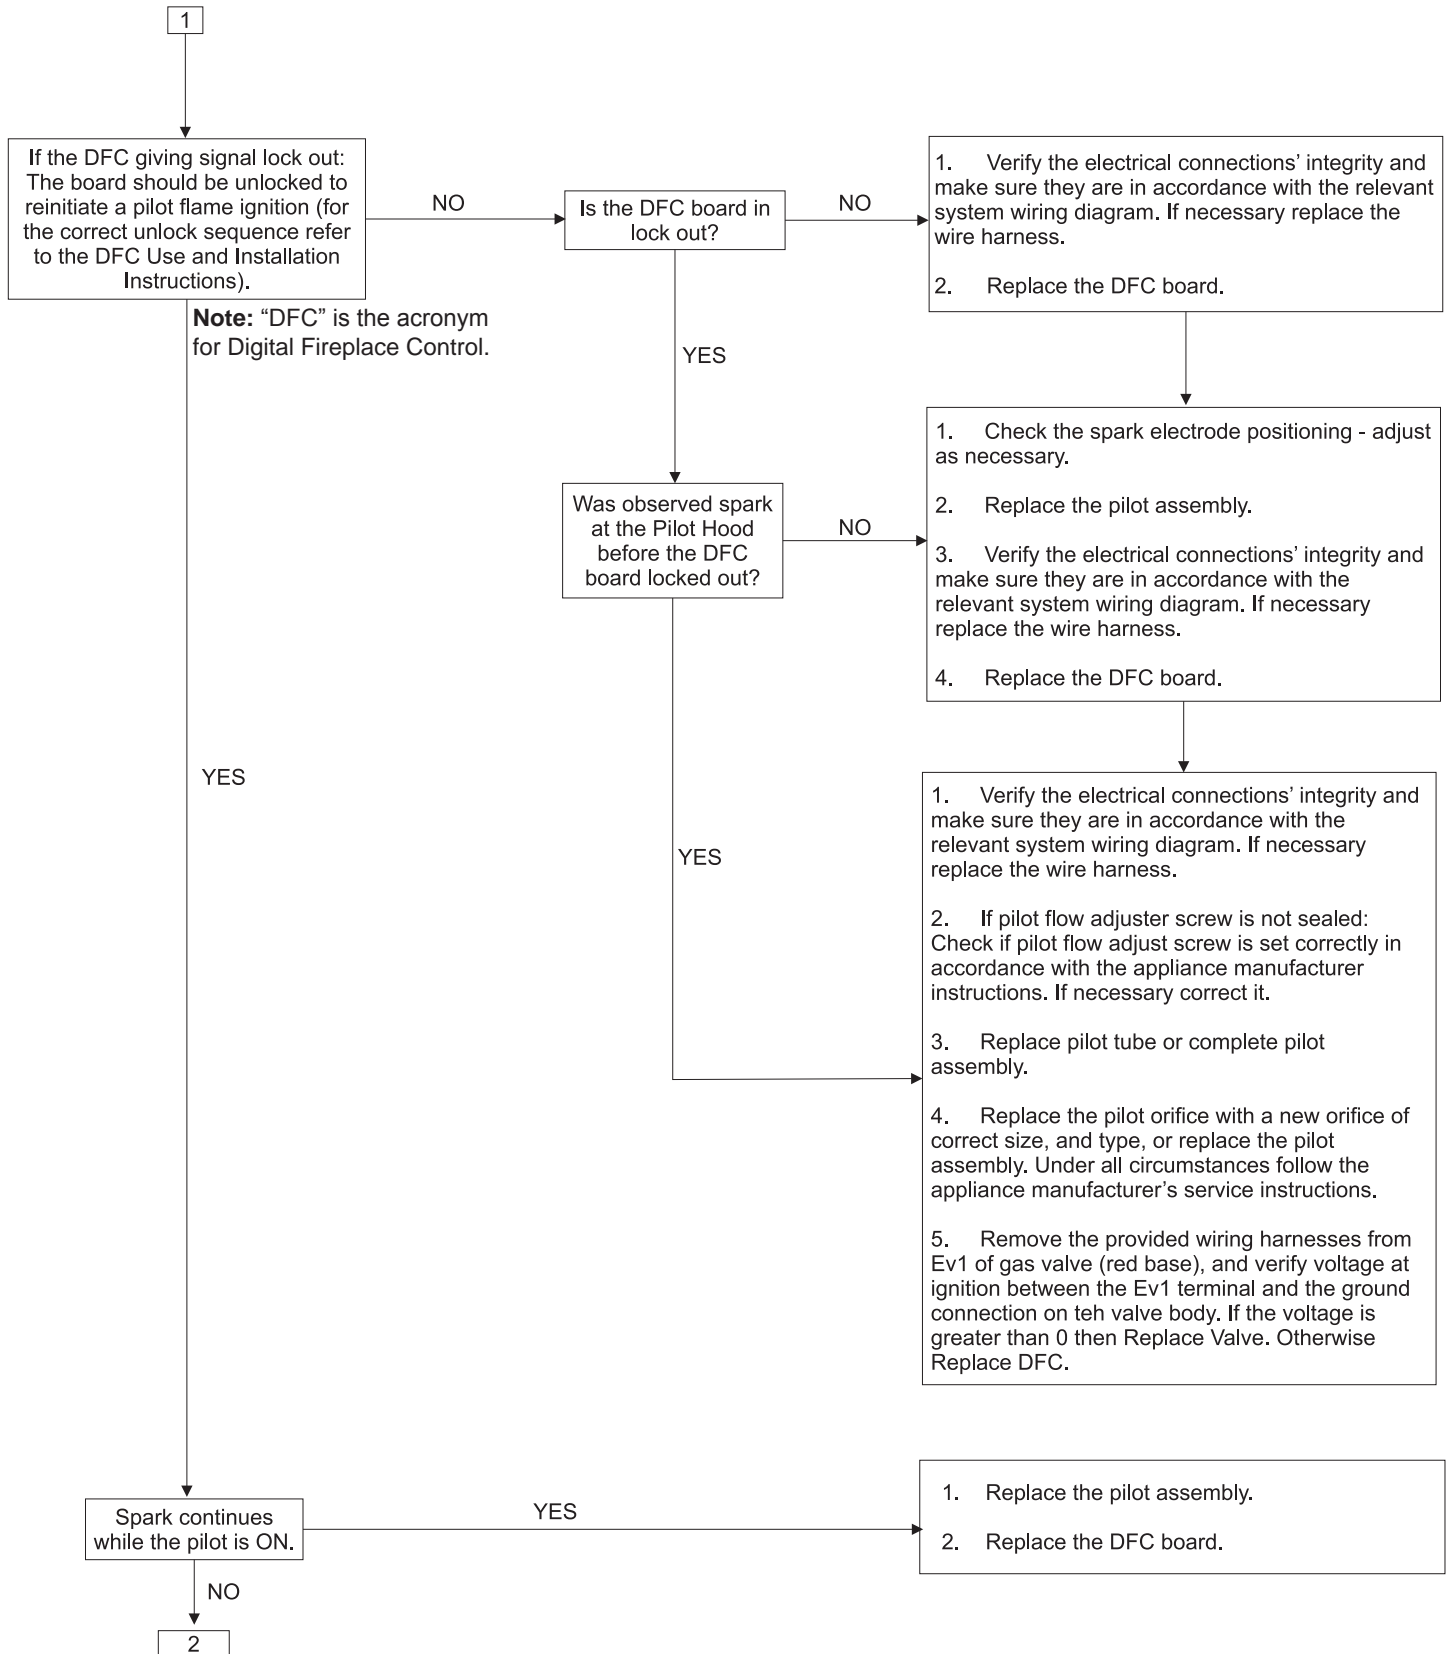 1
If the DFC giving signal lock out:
The board should be unlocked to
reinitiate a pilot flame ignition (for
the correct unlock sequence refer
to the DFC Use and Installation
Instructions).
NO
Is the DFC board in
lock out?
NO
1. Verify the electrical connections’ integrity and
make sure they are in accordance with the relevant
system wiring diagram. If necessary replace the
wire harness.
2. Replace the DFC board.
Note: “DFC” is the acronym
for Digital Fireplace Control.
YES
Was observed spark
at the Pilot Hood
before the DFC
board locked out?
NO
1. Check the spark electrode positioning - adjust
as necessary.
2. Replace the pilot assembly.
3. Verify the electrical connections’ integrity and
make sure they are in accordance with the
relevant system wiring diagram. If necessary
replace the wire harness.
4. Replace the DFC board.
YES
YES
1. Verify the electrical connections’ integrity and
make sure they are in accordance with the
relevant system wiring diagram. If necessary
replace the wire harness.
2. If pilot flow adjuster screw is not sealed:
Check if pilot flow adjust screw is set correctly in
accordance with the appliance manufacturer
instructions. If necessary correct it.
3. Replace pilot tube or complete pilot
assembly.
4. Replace the pilot orifice with a new orifice of
correct size, and type, or replace the pilot
assembly. Under all circumstances follow the
appliance manufacturer’s service instructions.
5. Remove the provided wiring harnesses from
Ev1 of gas valve (red base), and verify voltage at
ignition between the Ev1 terminal and the ground
connection on teh valve body. If the voltage is
greater than 0 then Replace Valve. Otherwise
Replace DFC.
Spark continues
while the pilot is ON.
YES
1. Replace the pilot assembly.
2. Replace the DFC board.
NO
2